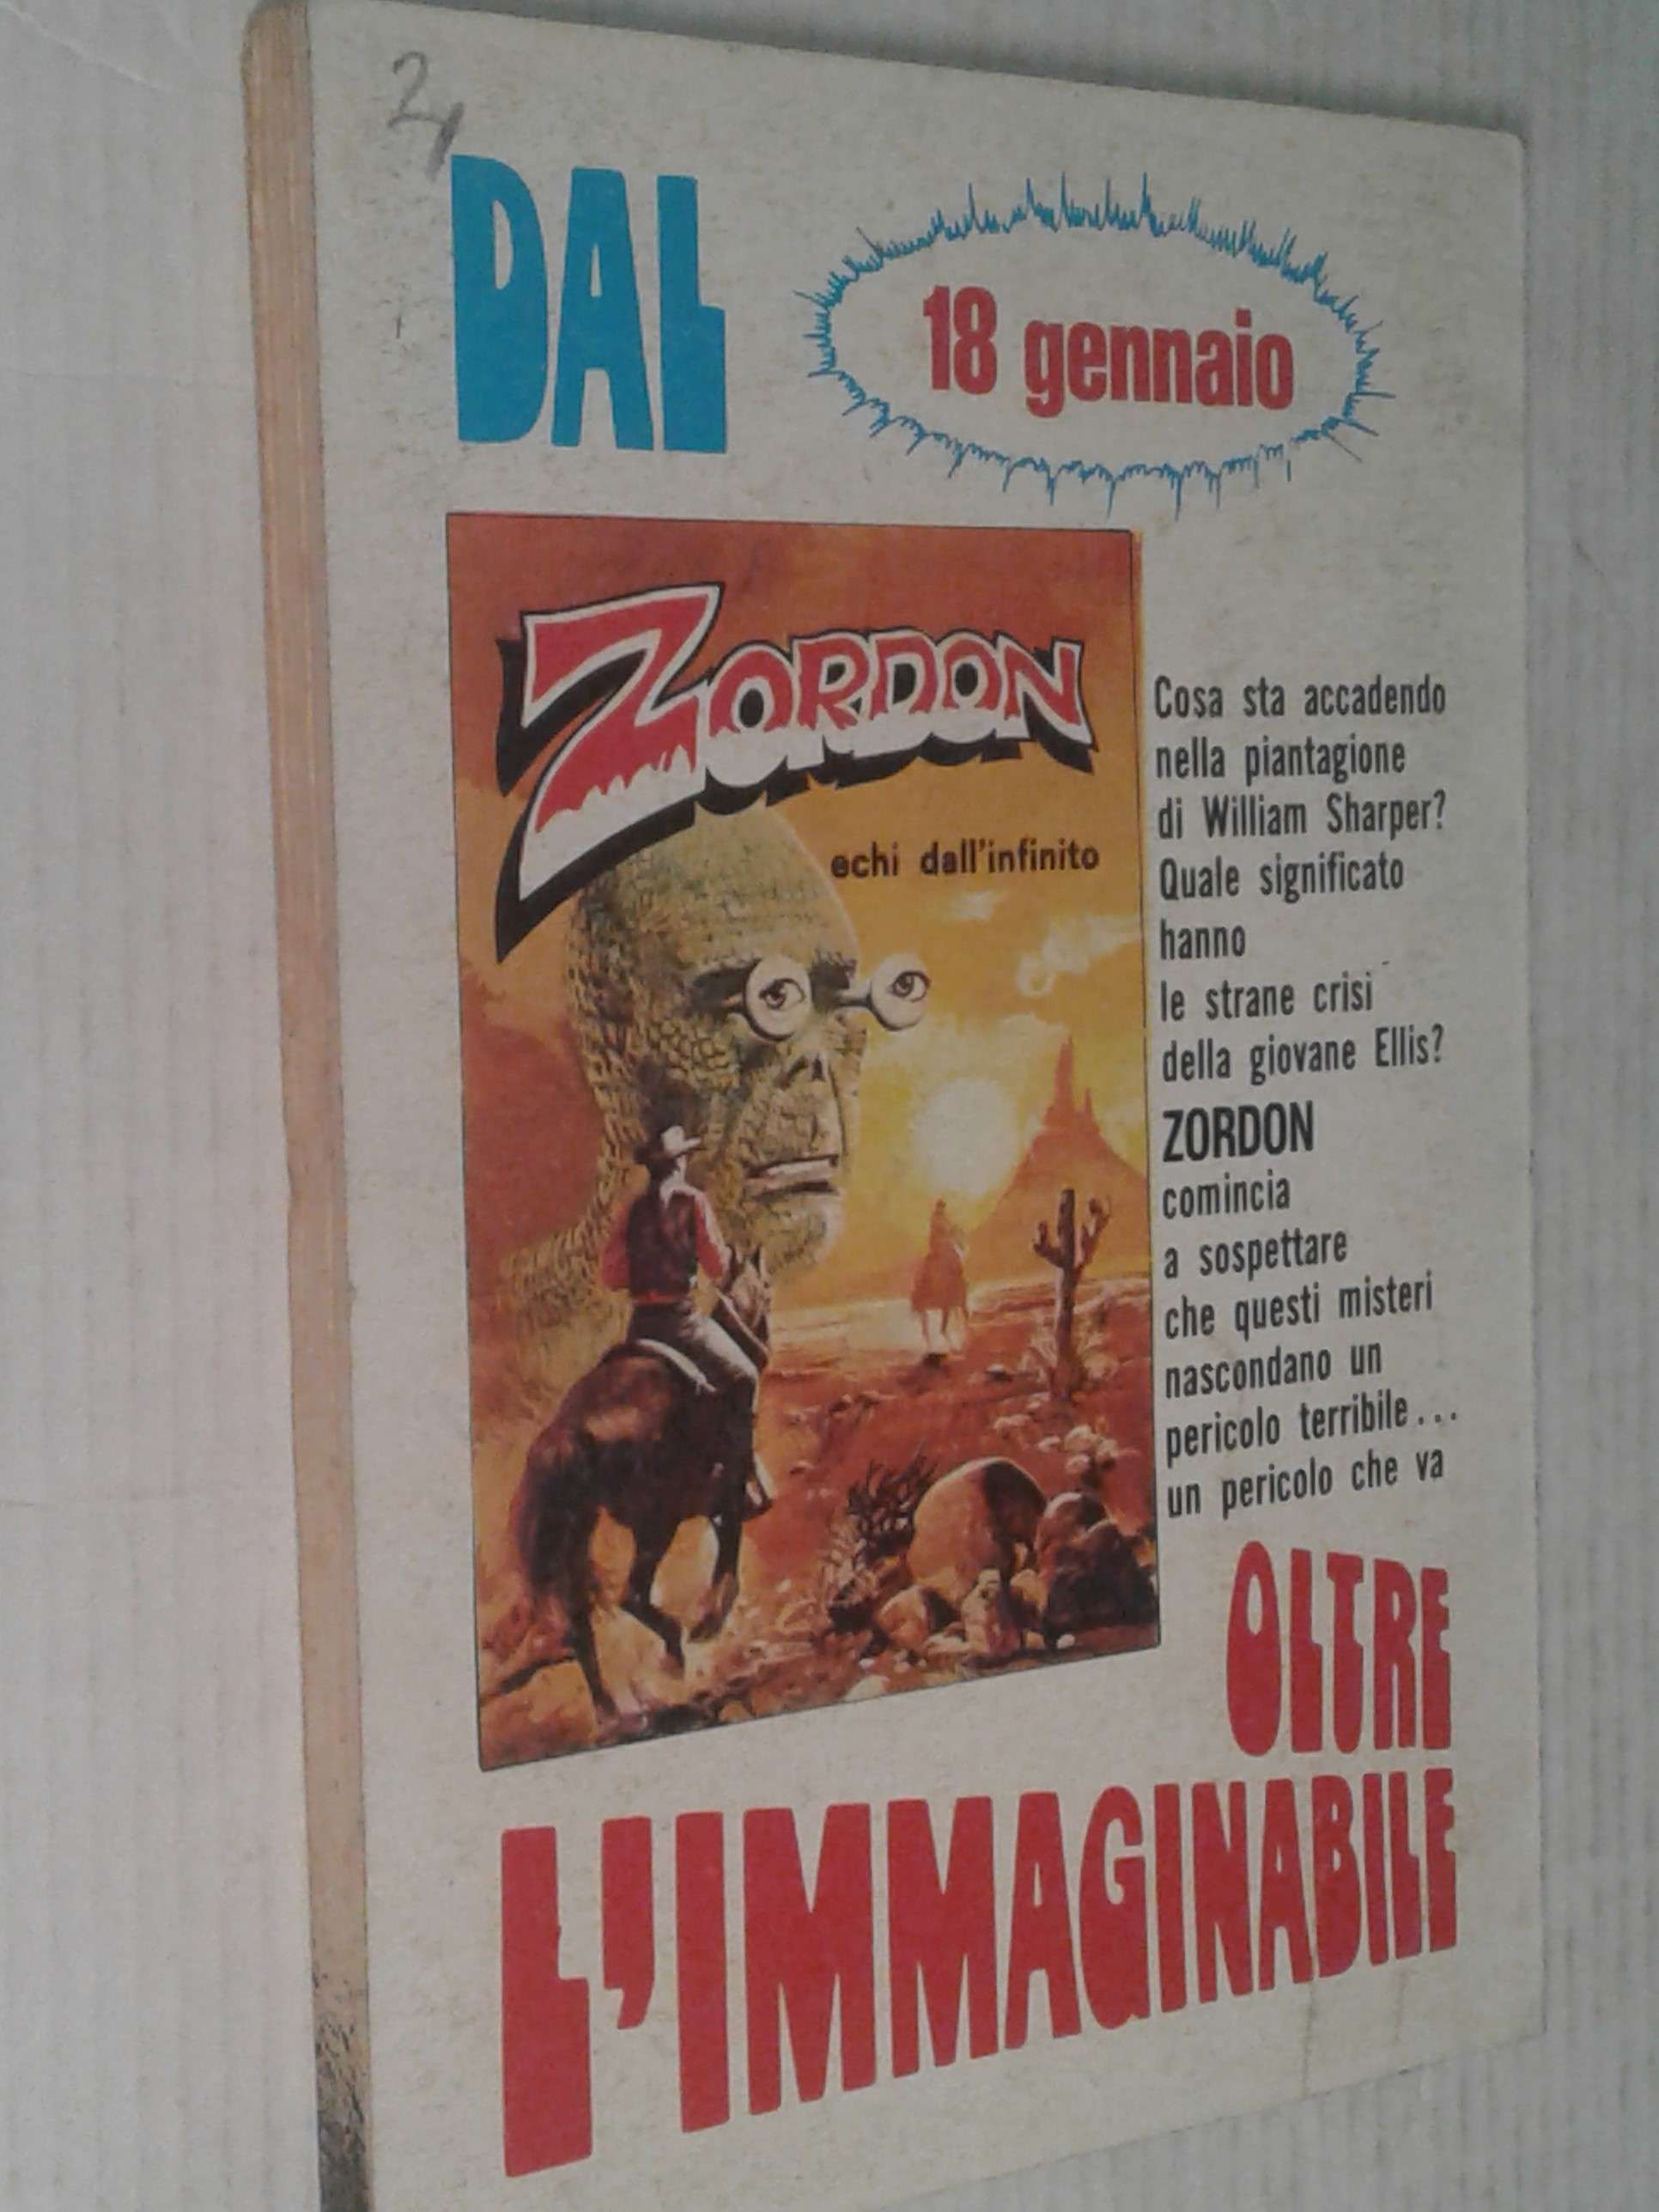 24
DAL
18 gennaio
ZORDON
echi dall'infinito
Cosa sta accadendo
nella piantagione
di William Sharper?
Quale significato
hanno
le strane crisi
della giovane Ellis?
ZORDON
comincia
a sospettare
che questi misteri
nascondano un
pericolo terribile...
un pericolo che va
OLTRE
L'IMMAGINABILE